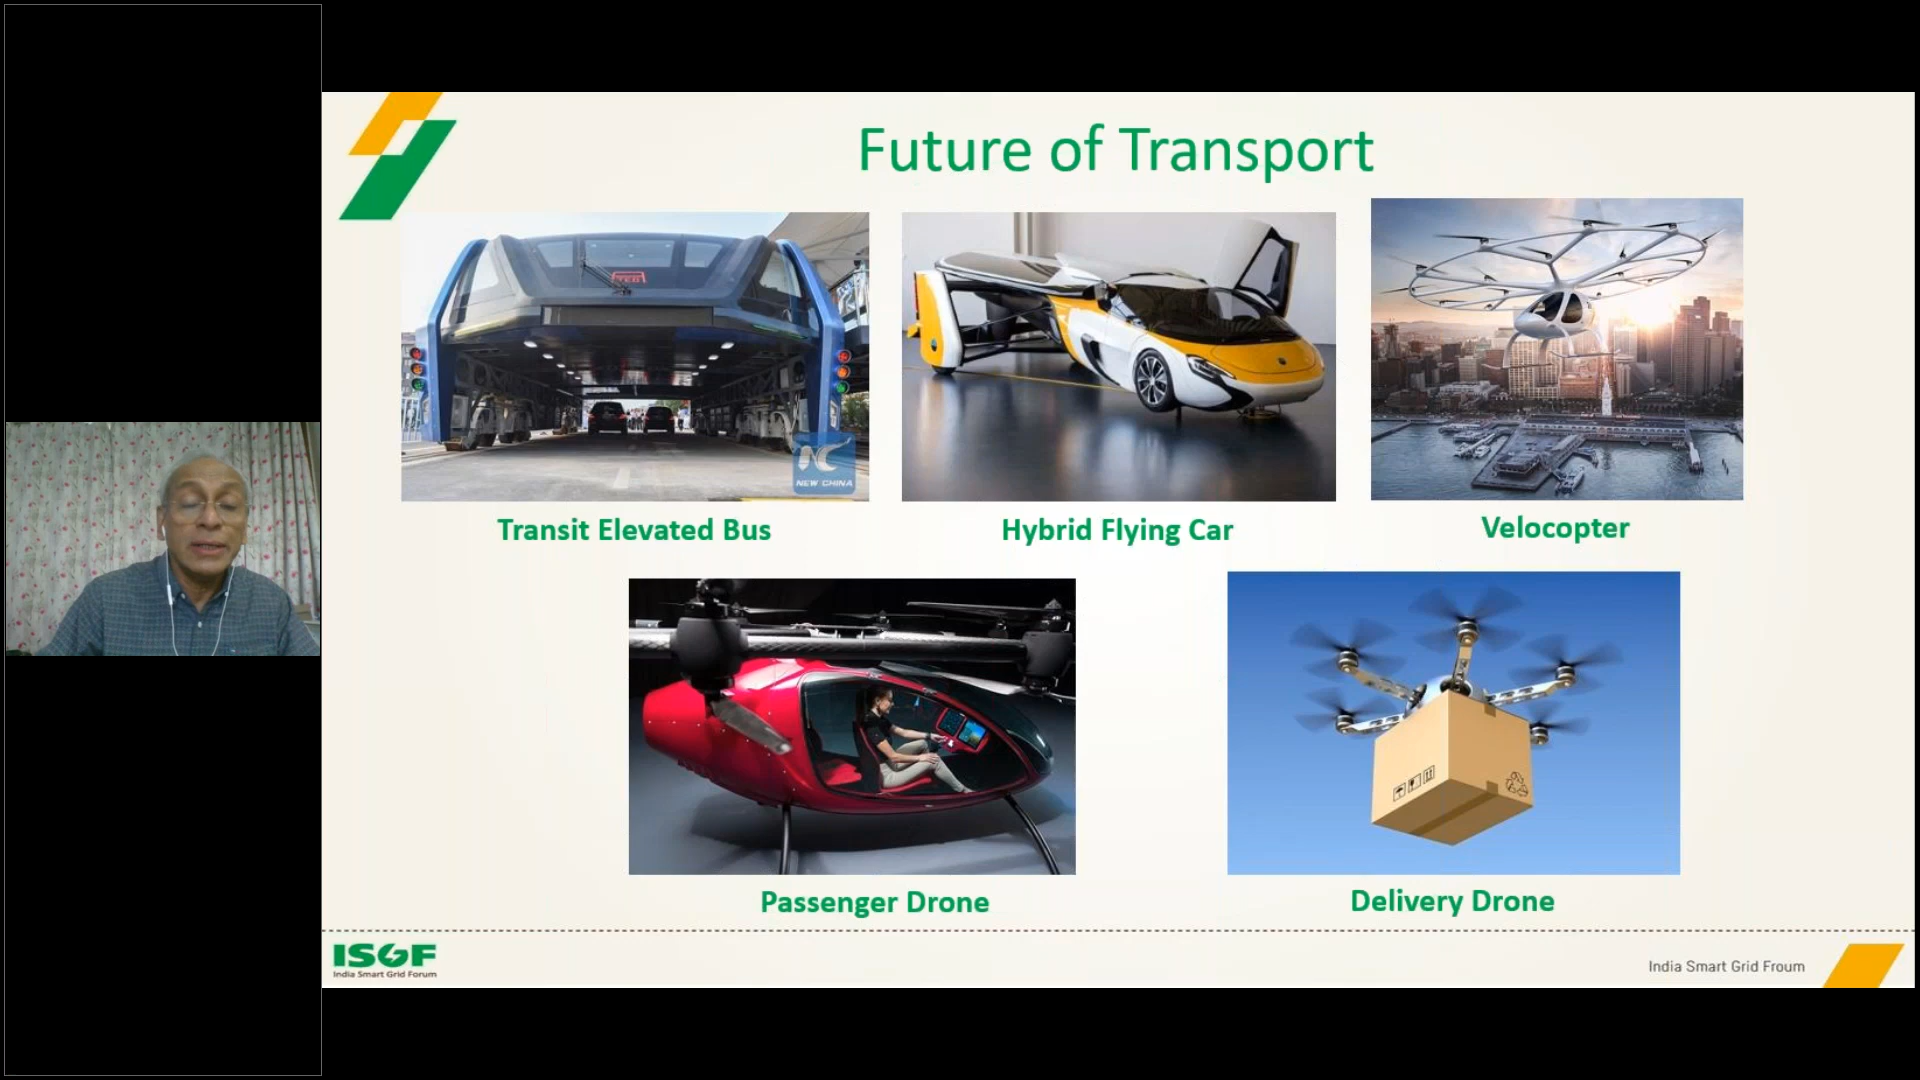 Future of Transport
NEW CHINA
Transit Elevated Bus
Hybrid Flying Car
Velocopter
Passenger Drone
Delivery Drone
ISGF
India Smart Grid Forum
India Smart Grid Froum